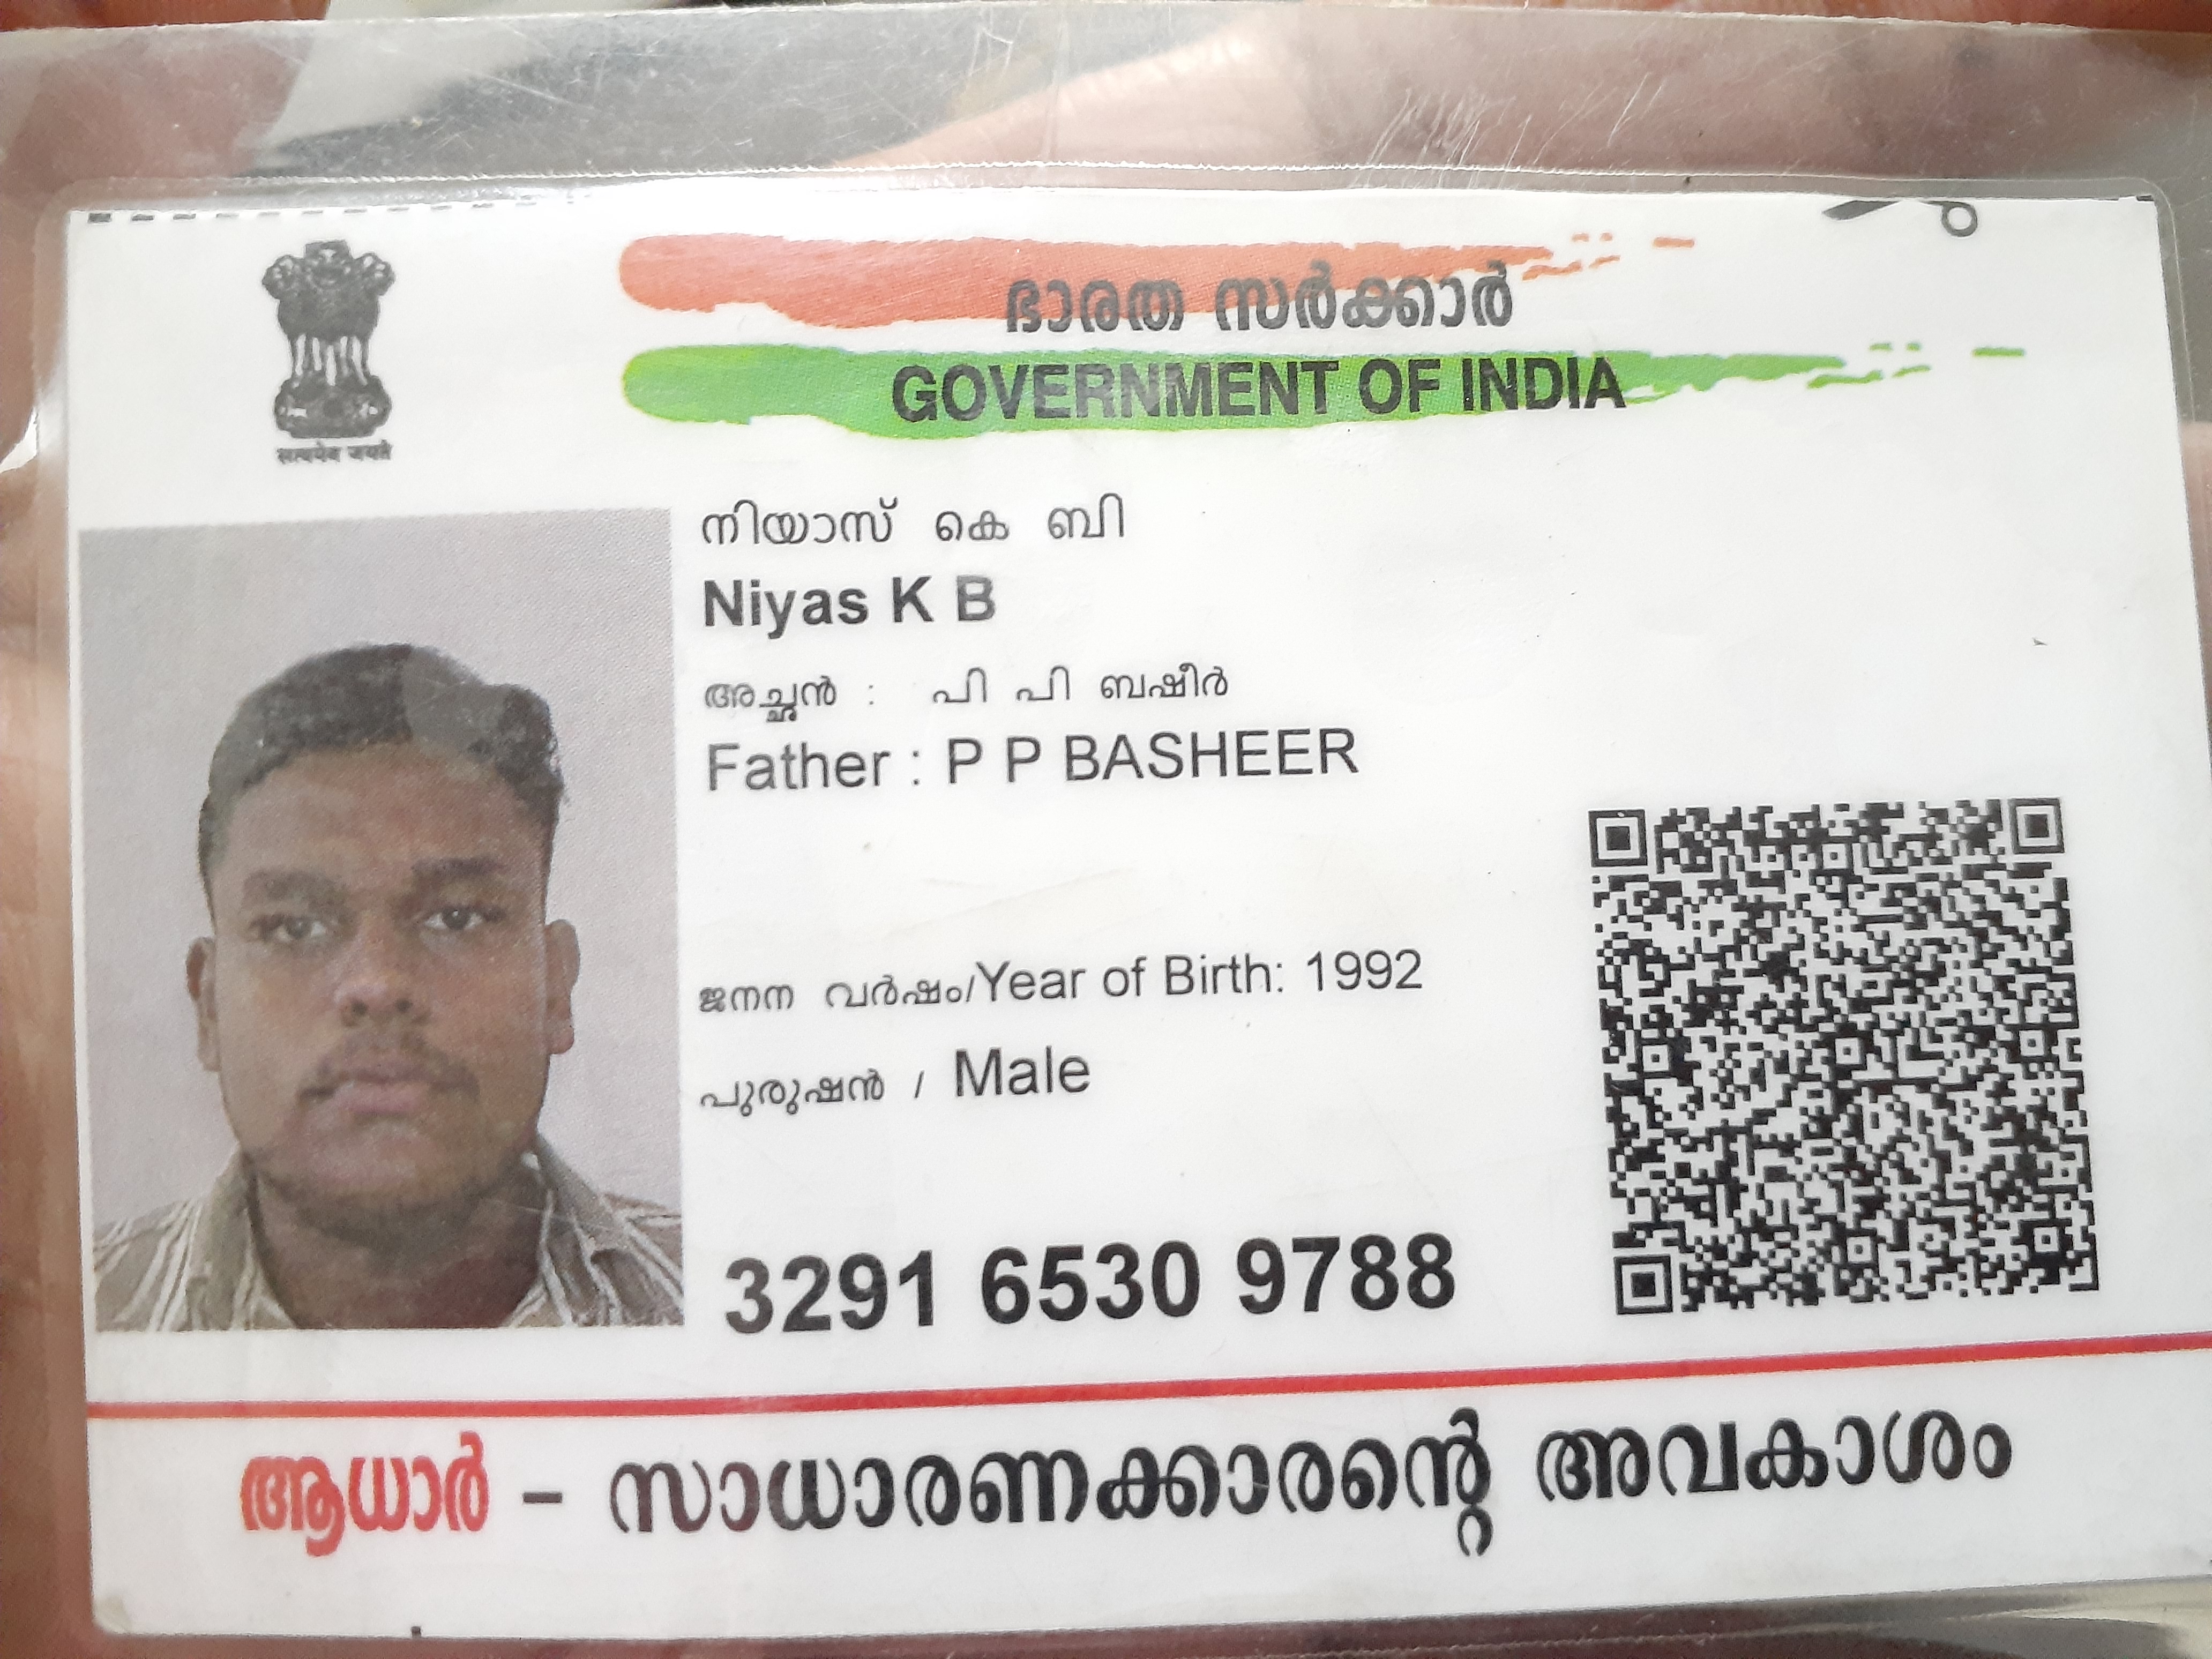 ഭാരത സർക്കാർ
GOVERNMENT OF INDIA
सत्यमेव जयते
നിയാസ് കെ ബി
Niyas K B
അച്ഛൻ : പി പി ബഷീർ
Father : P P BASHEER
ജനന വർഷം/Year of Birth: 1992
പുരുഷൻ / Male
3291 6530 9788
ആധാർ – സാധാരണക്കാരന്റെ അവകാശം